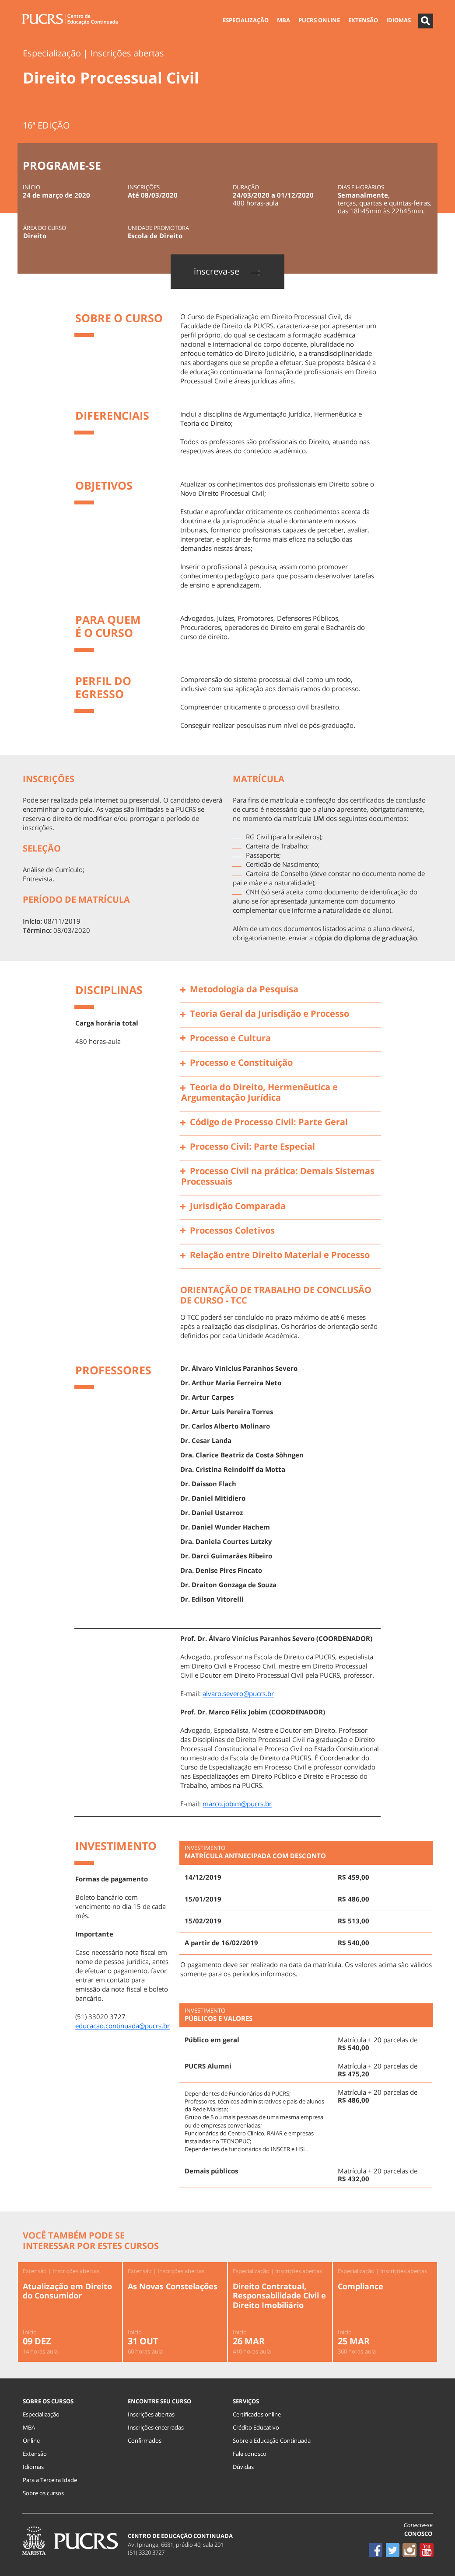 PUCRS Centro de
Educação Continuada
ESPECIALIZAÇÃO MBA PUCRS ONLINE EXTENSÃO IDIOMAS
Especialização | Inscrições abertas
Direito Processual Civil
16ª EDIÇÃO
PROGRAME-SE
INÍCIO
24 de março de 2020
INSCRIÇÕES
Até 08/03/2020
DURAÇÃO
24/03/2020 a 01/12/2020
480 horas-aula
DIAS E HORÁRIOS
Semanalmente,
terças, quartas e quintas-feiras,
das 18h45min às 22h45min.
ÁREA DO CURSO
Direito
UNIDADE PROMOTORA
Escola de Direito
inscreva-se
SOBRE O CURSO
O Curso de Especialização em Direito Processual Civil, da
Faculdade de Direito da PUCRS, caracteriza-se por apresentar um
perfil próprio, do qual se destacam a formação acadêmica
nacional e internacional do corpo docente, pluralidade no
enfoque temático do Direito Judiciário, e a transdisciplinaridade
nas abordagens que se propõe a efetuar. Sua proposta básica é a
de educação continuada na formação de profissionais em Direito
Processual Civil e áreas jurídicas afins.
DIFERENCIAIS
Inclui a disciplina de Argumentação Jurídica, Hermenêutica e
Teoria do Direito;
Todos os professores são profissionais do Direito, atuando nas
respectivas áreas do conteúdo acadêmico.
OBJETIVOS
Atualizar os conhecimentos dos profissionais em Direito sobre o
Novo Direito Procesual Civil;
Estudar e aprofundar criticamente os conhecimentos acerca da
doutrina e da jurisprudência atual e dominante em nossos
tribunais, formando profissionais capazes de perceber, avaliar,
interpretar, e aplicar de forma mais eficaz na solução das
demandas nestas áreas;
Inserir o profissional à pesquisa, assim como promover
conhecimento pedagógico para que possam desenvolver tarefas
de ensino e aprendizagem.
PARA QUEM
É O CURSO
Advogados, Juízes, Promotores, Defensores Públicos,
Procuradores, operadores do Direito em geral e Bacharéis do
curso de direito.
PERFIL DO
EGRESSO
Compreensão do sistema processual civil como um todo,
inclusive com sua aplicação aos demais ramos do processo.
Compreender criticamente o processo civil brasileiro.
Conseguir realizar pesquisas num nível de pós-graduação.
INSCRIÇÕES
Pode ser realizada pela internet ou presencial. O candidato deverá
encaminhar o currículo. As vagas são limitadas e a PUCRS se
reserva o direito de modificar e/ou prorrogar o período de
inscrições.
SELEÇÃO
Análise de Currículo;
Entrevista.
PERÍODO DE MATRÍCULA
Início: 08/11/2019
Término: 08/03/2020
MATRÍCULA
Para fins de matrícula e confecção dos certificados de conclusão
de curso é necessário que o aluno apresente, obrigatoriamente,
no momento da matrícula UM dos seguintes documentos:
RG Civil (para brasileiros);
Carteira de Trabalho;
Passaporte;
Certidão de Nascimento;
Carteira de Conselho (deve constar no documento nome de
pai e mãe e a naturalidade);
CNH (só será aceita como documento de identificação do
aluno se for apresentada juntamente com documento
complementar que informe a naturalidade do aluno).
Além de um dos documentos listados acima o aluno deverá,
obrigatoriamente, enviar a cópia do diploma de graduação.
DISCIPLINAS
Carga horária total
480 horas-aula
+ Metodologia da Pesquisa
+ Teoria Geral da Jurisdição e Processo
+ Processo e Cultura
+ Processo e Constituição
+ Teoria do Direito, Hermenêutica e
Argumentação Jurídica
+ Código de Processo Civil: Parte Geral
+ Processo Civil: Parte Especial
+ Processo Civil na prática: Demais Sistemas
Processuals
+ Jurisdição Comparada
+ Processos Coletivos
+ Relação entre Direito Material e Processo
ORIENTAÇÃO DE TRABALHO DE CONCLUSÃO
DE CURSO - TCC
O TCC poderá ser concluído no prazo máximo de até 6 meses
após a realização das disciplinas. Os horários de orientação serão
definidos por cada Unidade Acadêmica.
PROFESSORES
Dr. Álvaro Vinicius Paranhos Severo
Dr. Arthur Maria Ferreira Neto
Dr. Artur Carpes
Dr. Artur Luis Pereira Torres
Dr. Carlos Alberto Molinaro
Dr. Cesar Landa
Dra. Clarice Beatriz da Costa Söhngen
Dra. Cristina Reindolff da Motta
Dr. Daisson Flach
Dr. Daniel Mitidiero
Dr. Daniel Ustarroz
Dr. Daniel Wunder Hachem
Dra. Daniela Courtes Lutzky
Dr. Darci Guimarães Ribeiro
Dra. Denise Pires Fincato
Dr. Draiton Gonzaga de Souza
Dr. Edilson Vitorelli
Prof. Dr. Álvaro Vinícius Paranhos Severo (COORDENADOR)
Advogado, professor na Escola de Direito da PUCRS, especialista
em Direito Civil e Processo Civil, mestre em Direito Processual
Civil e Doutor em Direito Processual Civil pela PUCRS, professor.
E-mail: alvaro.severo@pucrs.br
Prof. Dr. Marco Félix Jobim (COORDENADOR)
Advogado, Especialista, Mestre e Doutor em Direito. Professor
das Disciplinas de Direito Processual Civil na graduação e Direito
Processual Constitucional e Proceso Civil no Estado Constitucional
no mestrado da Escola de Direito da PUCRS. É Coordenador do
Curso de Especialização em Processo Civil e professor convidado
nas Especializações em Direito Público e Direito e Processo do
Trabalho, ambos na PUCRS.
E-mail: marco.jobim@pucrs.br
INVESTIMENTO
Formas de pagamento
Boleto bancário com
vencimento no dia 15 de cada
mês.
Importante
Caso necessário nota fiscal em
nome de pessoa jurídica, antes
de efetuar o pagamento, favor
entrar em contato para
emissão da nota fiscal e boleto
bancário.
(51) 33020 3727
educacao.continuada@pucrs.br
INVESTIMENTO
MATRÍCULA ANTNECIPADA COM DESCONTO
14/12/2019 R$ 459,00
15/01/2019 R$ 486,00
15/02/2019 R$ 513,00
A partir de 16/02/2019 R$ 540,00
O pagamento deve ser realizado na data da matrícula. Os valores acima são válidos
somente para os períodos informados.
INVESTIMENTO
PÚBLICOS E VALORES
Público em geral Matrícula + 20 parcelas de
R$ 540,00
PUCRS Alumni Matrícula + 20 parcelas de
R$ 475,20
Dependentes de Funcionários da PUCRS;
Professores, técnicos administrativos e pais de alunos
da Rede Marista;
Grupo de 5 ou mais pessoas de uma mesma empresa
ou de empresas conveniadas;
Funcionários do Centro Clínico, RAIAR e empresas
instaladas no TECNOPUC;
Dependentes de funcionários do INSCER e HSL.
Matrícula + 20 parcelas de
R$ 486,00
Demais públicos Matrícula + 20 parcelas de
R$ 432,00
VOCÊ TAMBÉM PODE SE
INTERESSAR POR ESTES CURSOS
Extensão | Inscrições abertas
Atualização em Direito
do Consumidor
Início
09 DEZ
14 horas-aula
Extensão | Inscrições abertas
As Novas Constelações
Início
31 OUT
60 horas-aula
Especialização | Inscrições abertas
Direito Contratual,
Responsabilidade Civil e
Direito Imobiliário
Início
26 MAR
410 horas-aula
Especialização | Inscrições abertas
Compliance
Início
25 MAR
360 horas-aula
SOBRE OS CURSOS
Especialização
MBA
Online
Extensão
Idiomas
Para a Terceira Idade
Sobre os cursos
ENCONTRE SEU CURSO
Inscrições abertas
Inscrições encerradas
Confirmados
SERVIÇOS
Certificados online
Crédito Educativo
Sobre a Educação Continuada
Fale conosco
Dúvidas
MARISTA
PUCRS
CENTRO DE EDUCAÇÃO CONTINUADA
Av. Ipiranga, 6681, prédio 40, sala 201
(51) 3320 3727
Conecte-se
CONOSCO
You
Tube